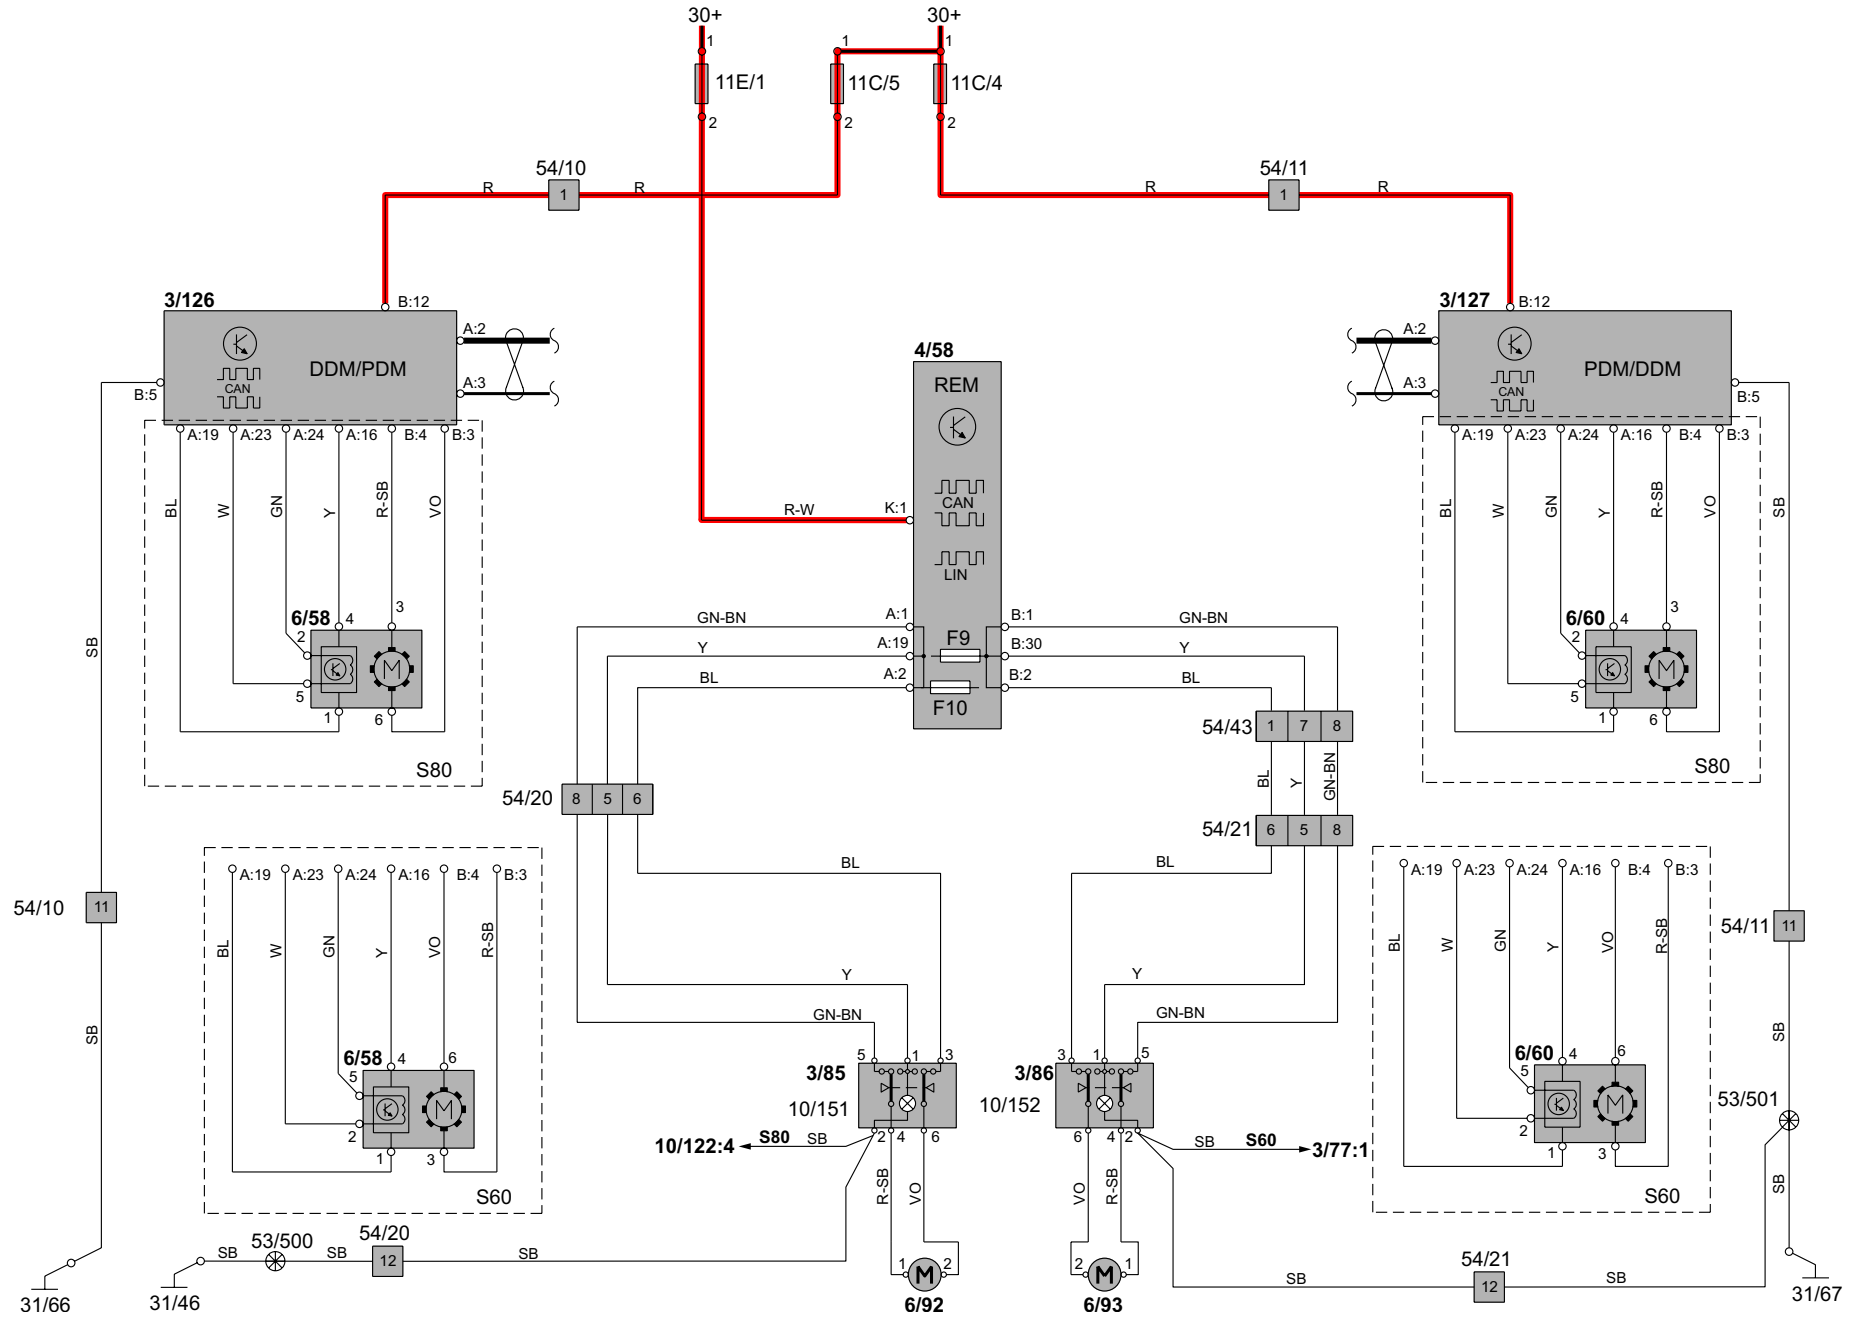 30+ 30+
1 1 1
11E/1 11C/5 11C/4
2 2 2
54/10 54/11
R 1 R R 1 R
3/126 B:12 3/127 B:12
A:2 A:2
4/58
DDM/PDM REM PDM/DDM
CAN CAN
A:3 A:3
B:5 B:5
A:19 A:23 A:24 A:16 B:4 B:3 A:19 A:23 A:24 A:16 B:4 B:3
BL W GN Y R-SB VO BL W GN Y R-SB VO SB
R-W K:1 CAN
LIN
SB
6/58 4 3 6/60 4 3
GN-BN A:1 B:1 GN-BN
2 2
Y A:19 F9 B:30 Y
M M
BL A:2 B:2 BL
5 5
F10
1 6 1 6
54/43 1 7 8
S80 S80
BL Y GN-BN
54/20 8 5 6
54/21 6 5 8
BL BL
A:19 A:23 A:24 A:16 B:4 B:3 A:19 A:23 A:24 A:16 B:4 B:3
54/10 11
54/11 11
BL W GN Y VO R-SB BL W GN Y VO R-SB
Y Y
GN-BN GN-BN
SB SB
6/58 4 6 5 1 3 3 1 5 6/60 4 6
5 3/85 3/86 5
M 10/151 10/152 M 53/501
2 2
10/122:4 S80 SB 2 4 6 6 4 2 SB S60 3/77:1
1 3 1 3
R-SB VO VO R-SB SB
S60 S60
53/500 54/20
SB SB 12 SB
1 M 2 2 M 1
54/21
SB 12 SB
31/66 31/46 6/92 6/93 31/67